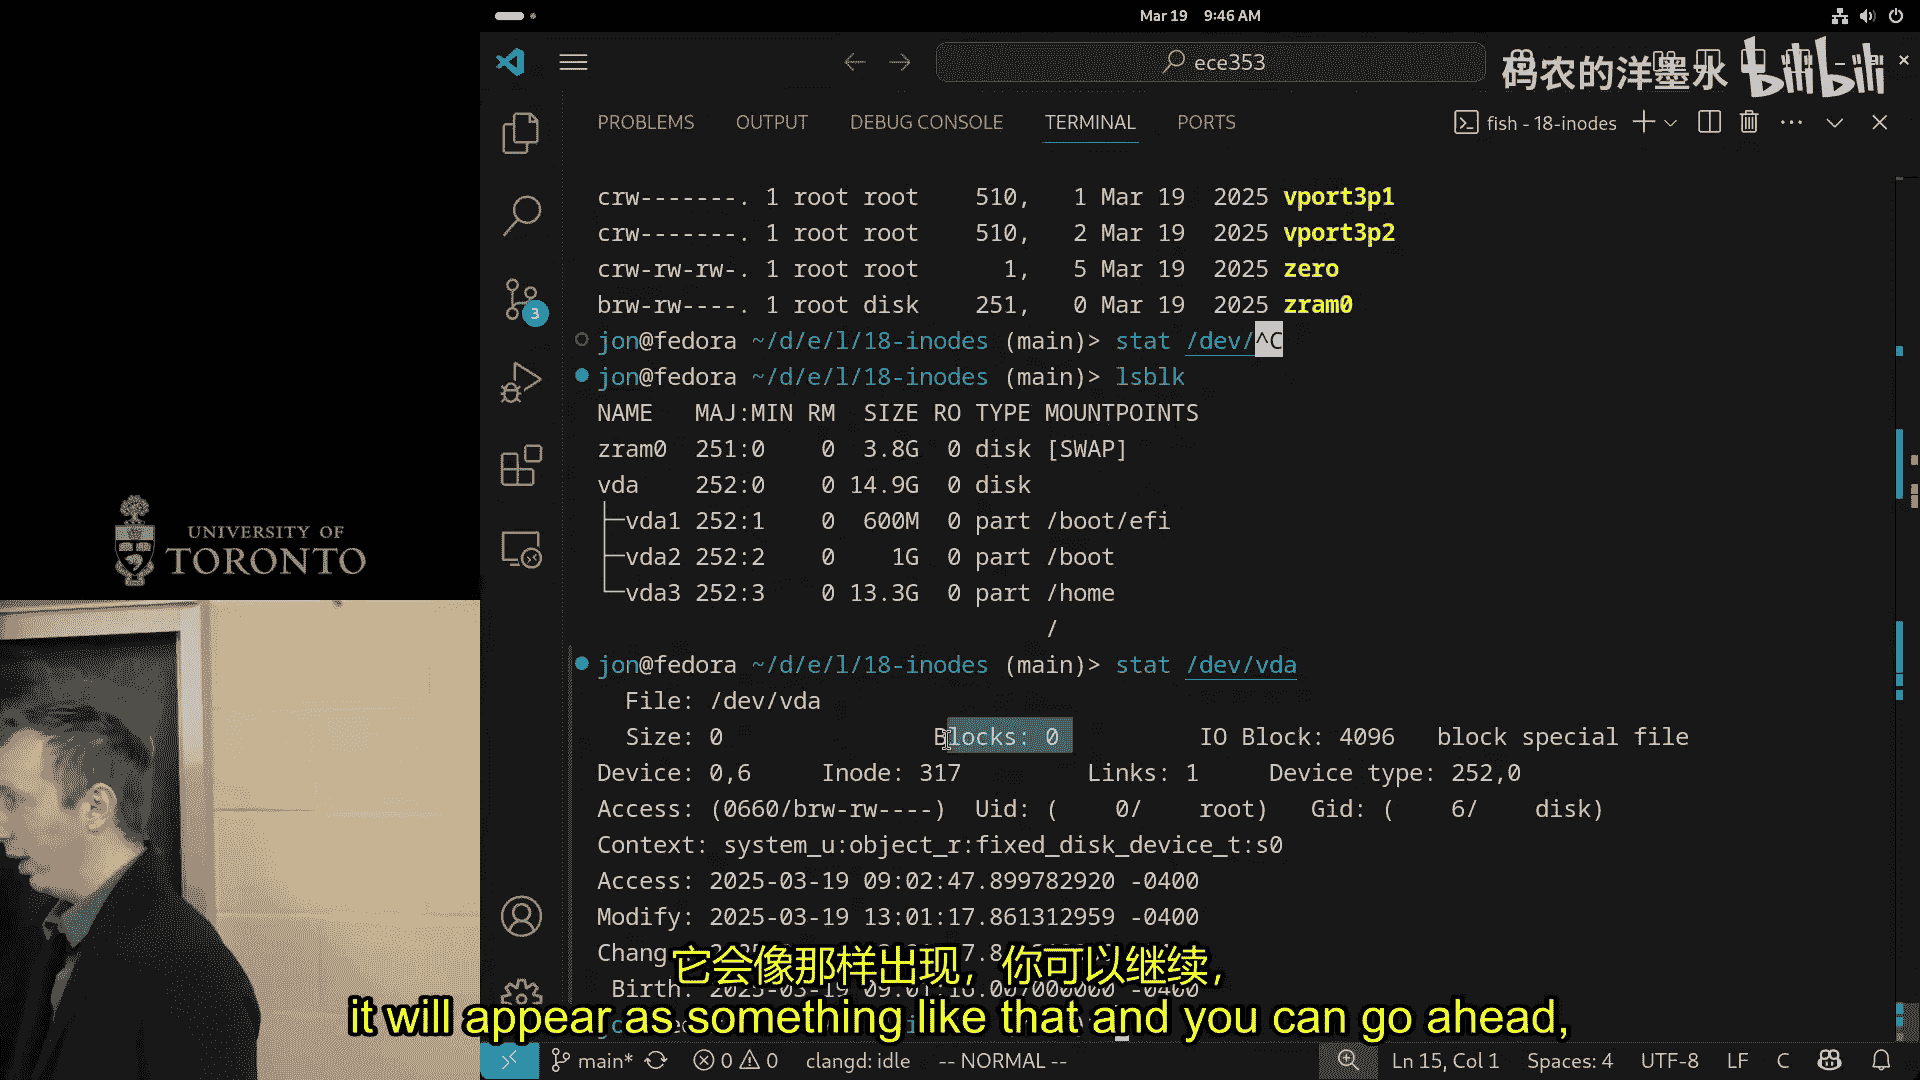 Mar 19 9:46 AM
ece353
码农的洋墨水 bilibili
PROBLEMS OUTPUT DEBUG CONSOLE TERMINAL PORTS
fish - 18-inodes
crw-------. 1 root root 510, 1 Mar 19 2025 vport3p1
crw-------. 1 root root 510, 2 Mar 19 2025 vport3p2
crw-rw-rw-. 1 root root 1, 5 Mar 19 2025 zero
brw-rw----. 1 root disk 251, 0 Mar 19 2025 zram0
jon@fedora ~/d/e/l/18-inodes (main)> stat /dev/^C
jon@fedora ~/d/e/l/18-inodes (main)> lsblk
NAME MAJ:MIN RM SIZE RO TYPE MOUNTPOINTS
zram0 251:0 0 3.8G 0 disk [SWAP]
vda 252:0 0 14.9G 0 disk
├─vda1 252:1 0 600M 0 part /boot/efi
├─vda2 252:2 0 1G 0 part /boot
└─vda3 252:3 0 13.3G 0 part /home
/
jon@fedora ~/d/e/l/18-inodes (main)> stat /dev/vda
File: /dev/vda
Size: 0 Blocks: 0 IO Block: 4096 block special file
Device: 0,6 Inode: 317 Links: 1 Device type: 252,0
Access: (0660/brw-rw----) Uid: ( 0/ root) Gid: ( 6/ disk)
Context: system_u:object_r:fixed_disk_device_t:s0
Access: 2025-03-19 09:02:47.899782920 -0400
Modify: 2025-03-19 13:01:17.861312959 -0400
Chang
Birth:
3
UNIVERSITY OF
TORONTO
它会像那样出现，你可以继续，
it will appear as something like that and you can go ahead,
main* 0 0 clangd: idle -- NORMAL -- Ln 15, Col 1 Spaces: 4 UTF-8 LF C